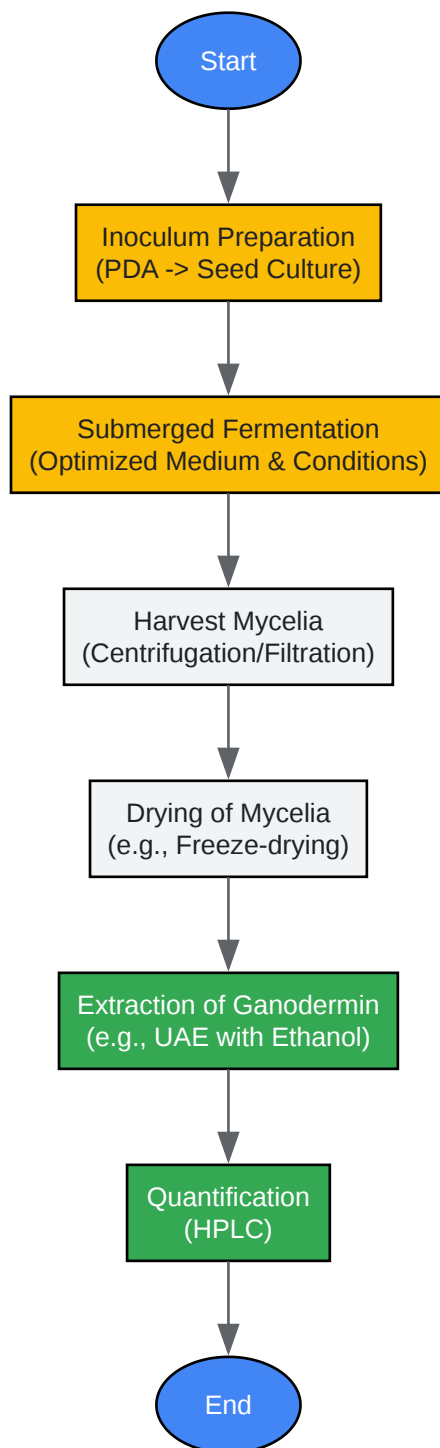 Start
Inoculum Preparation
(PDA -> Seed Culture)
Submerged Fermentation
(Optimized Medium & Conditions)
Harvest Mycelia
(Centrifugation/Filtration)
Drying of Mycelia
(e.g., Freeze-drying)
Extraction of Ganodermin
(e.g., UAE with Ethanol)
Quantification
(HPLC)
End